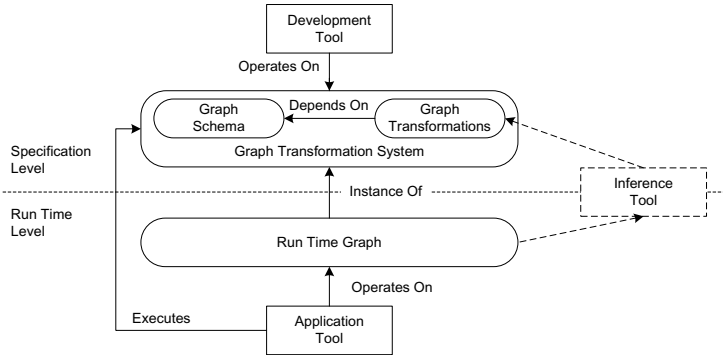 Development
Tool
Operates On
Graph
Schema
Depends On
Graph
Transformations
Graph Transformation System
Specification
Level
Instance Of
Inference
Tool
Run Time
Level
Run Time Graph
Operates On
Executes
Application
Tool